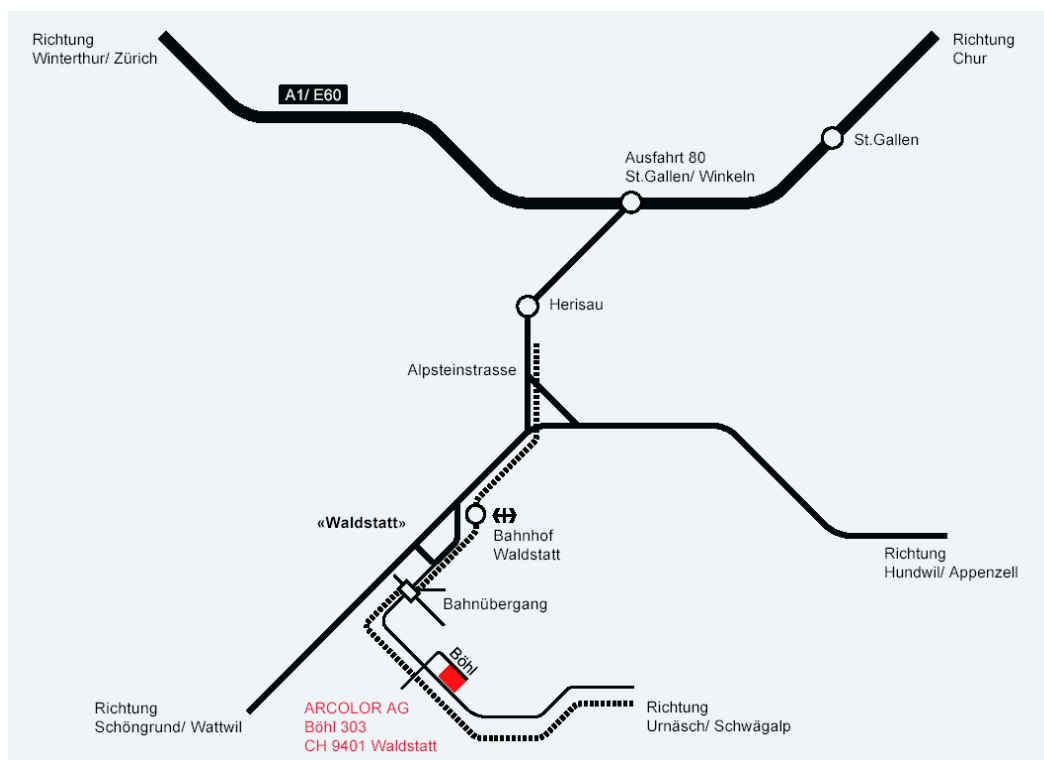 Richtung
Winterthur/ Zürich
Richtung
Chur
A1/ E60
St.Gallen
Ausfahrt 80
St.Gallen/ Winkeln
Herisau
Alpsteinstrasse
«Waldstatt»
Bahnhof
Waldstatt
Richtung
Hundwil/ Appenzell
Bahnübergang
Böhl
Richtung
Schöngrund/ Wattwil
ARCOLOR AG
Böhl 303
CH 9401 Waldstatt
Richtung
Urnäsch/ Schwägalp